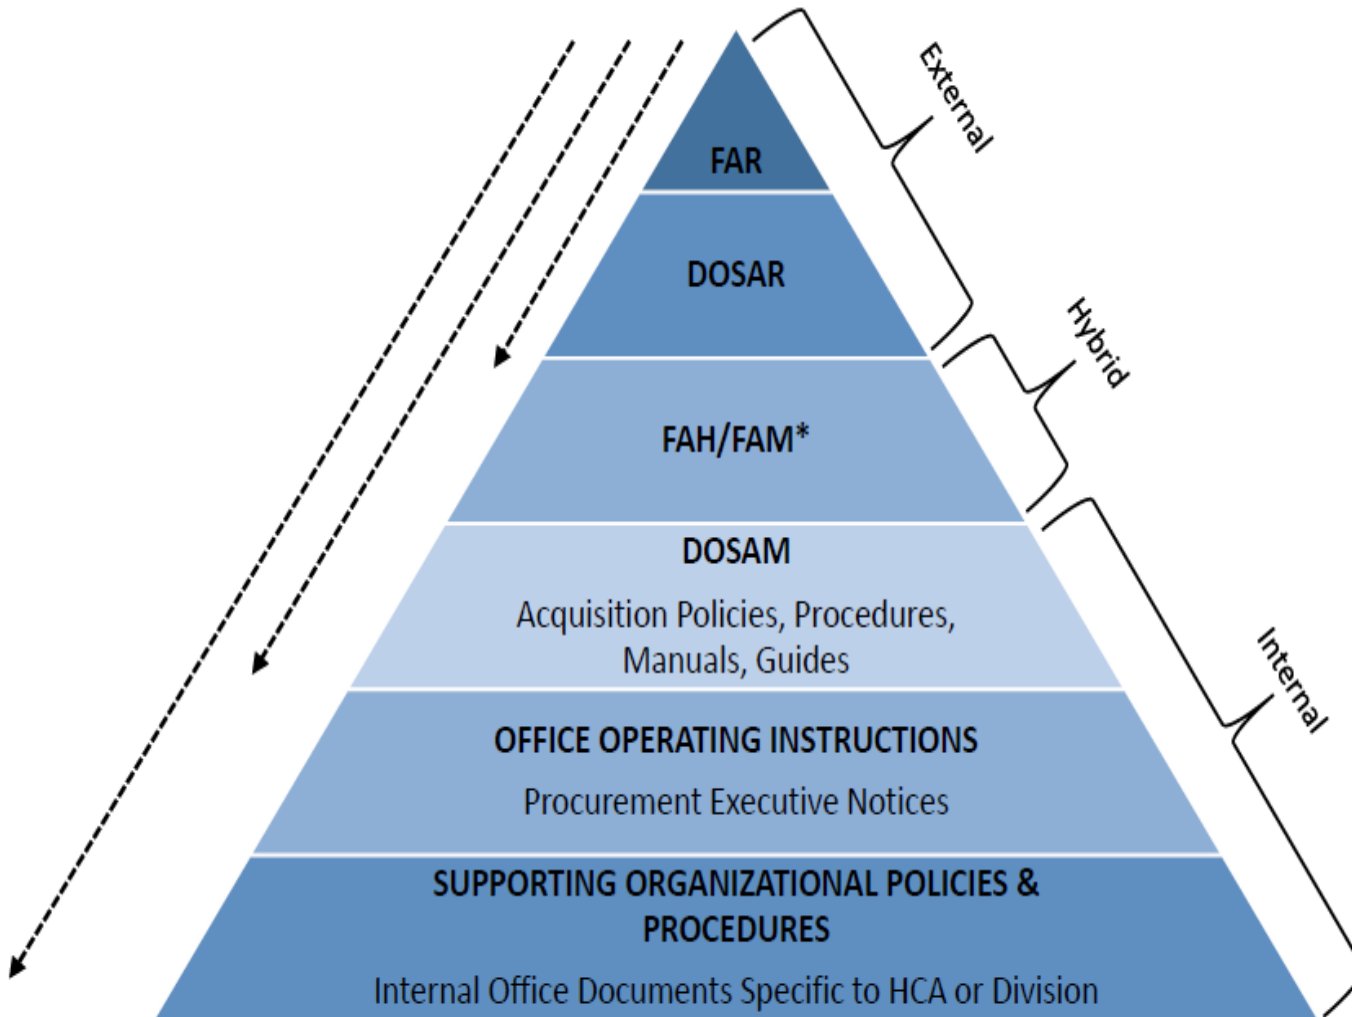 External
FAR
DOSAR
Hybrid
FAH/FAM*
DOSAM
Acquisition Policies, Procedures,
Manuals, Guides
Internal
OFFICE OPERATING INSTRUCTIONS
Procurement Executive Notices
SUPPORTING ORGANIZATIONAL POLICIES &
PROCEDURES
Internal Office Documents Specific to HCA or Division